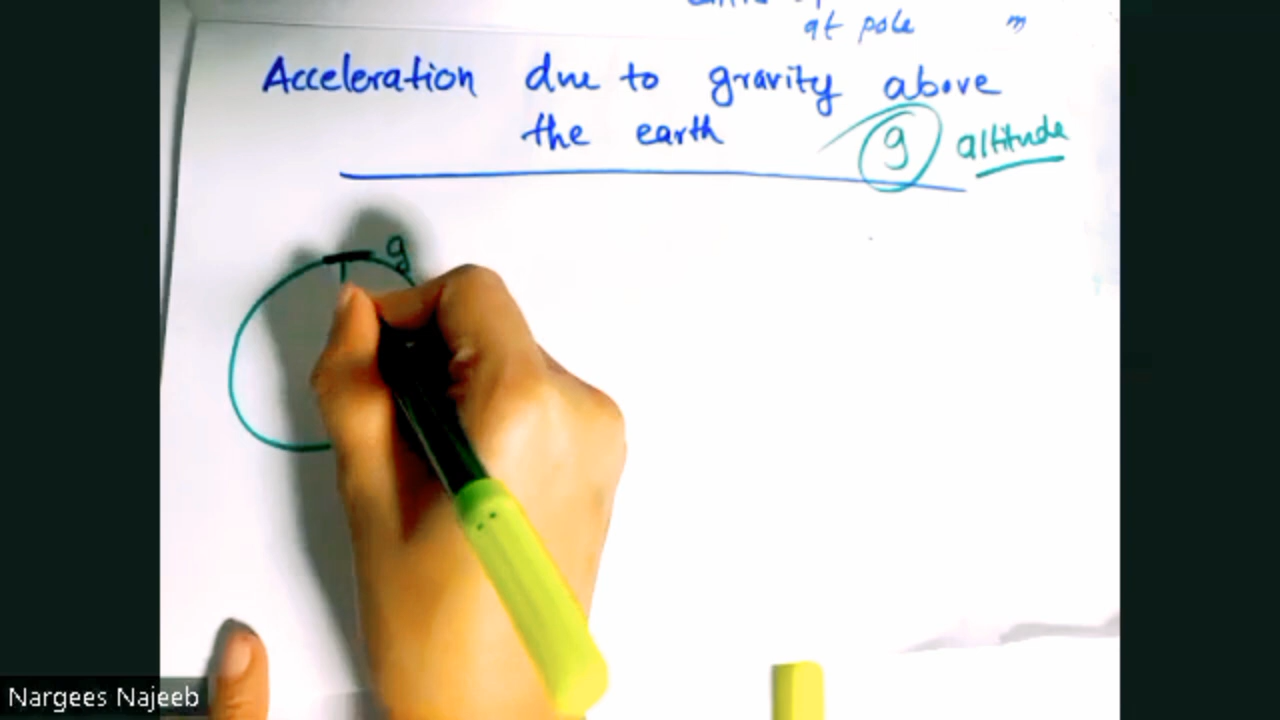 at pole m
Acceleration due to gravity above
the earth g altitude
g
Nargees Najeeb